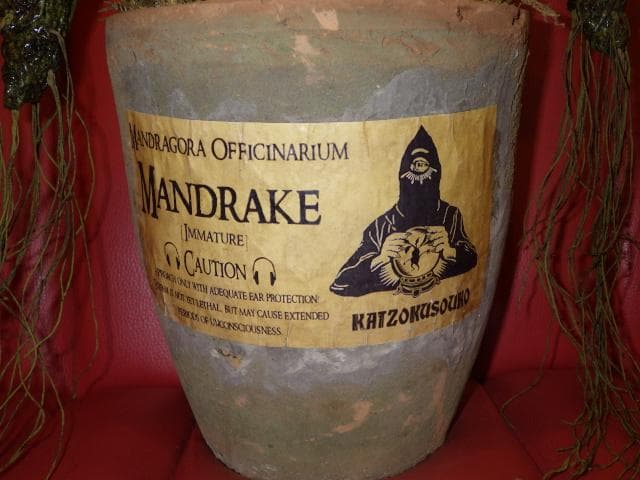 Mandragora Officinarium
Mandrake
[Immature]
Caution
only with adequate ear protection:
is not yet lethal, but may cause extended
periods of unconsciousness.
KATZOKUSOUKO